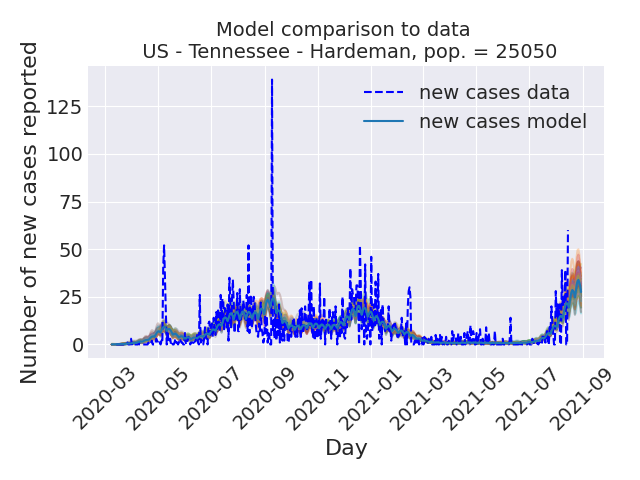 Model comparison to data
US - Tennessee - Hardeman, pop. = 25050
Number of new cases reported
125
100
75
50
25
0
new cases data
new cases model
2020-03
2020-05
2020-07
2020-09
2020-11
2021-01
2021-03
2021-05
2021-07
2021-09
Day